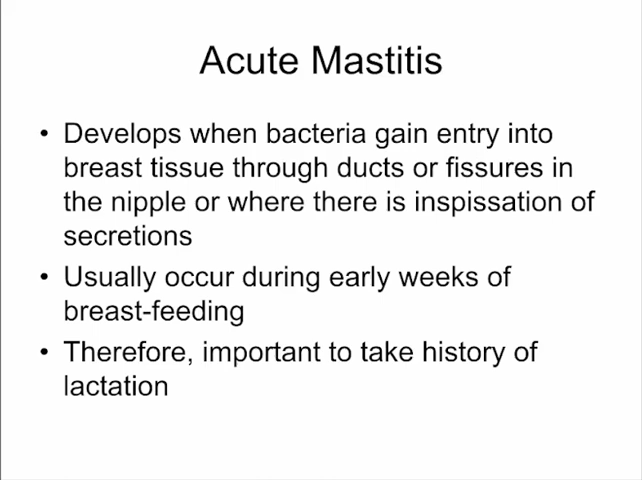 Acute Mastitis
• Develops when bacteria gain entry into
breast tissue through ducts or fissures in
the nipple or where there is inspissation of
secretions
• Usually occur during early weeks of
breast-feeding
• Therefore, important to take history of
lactation